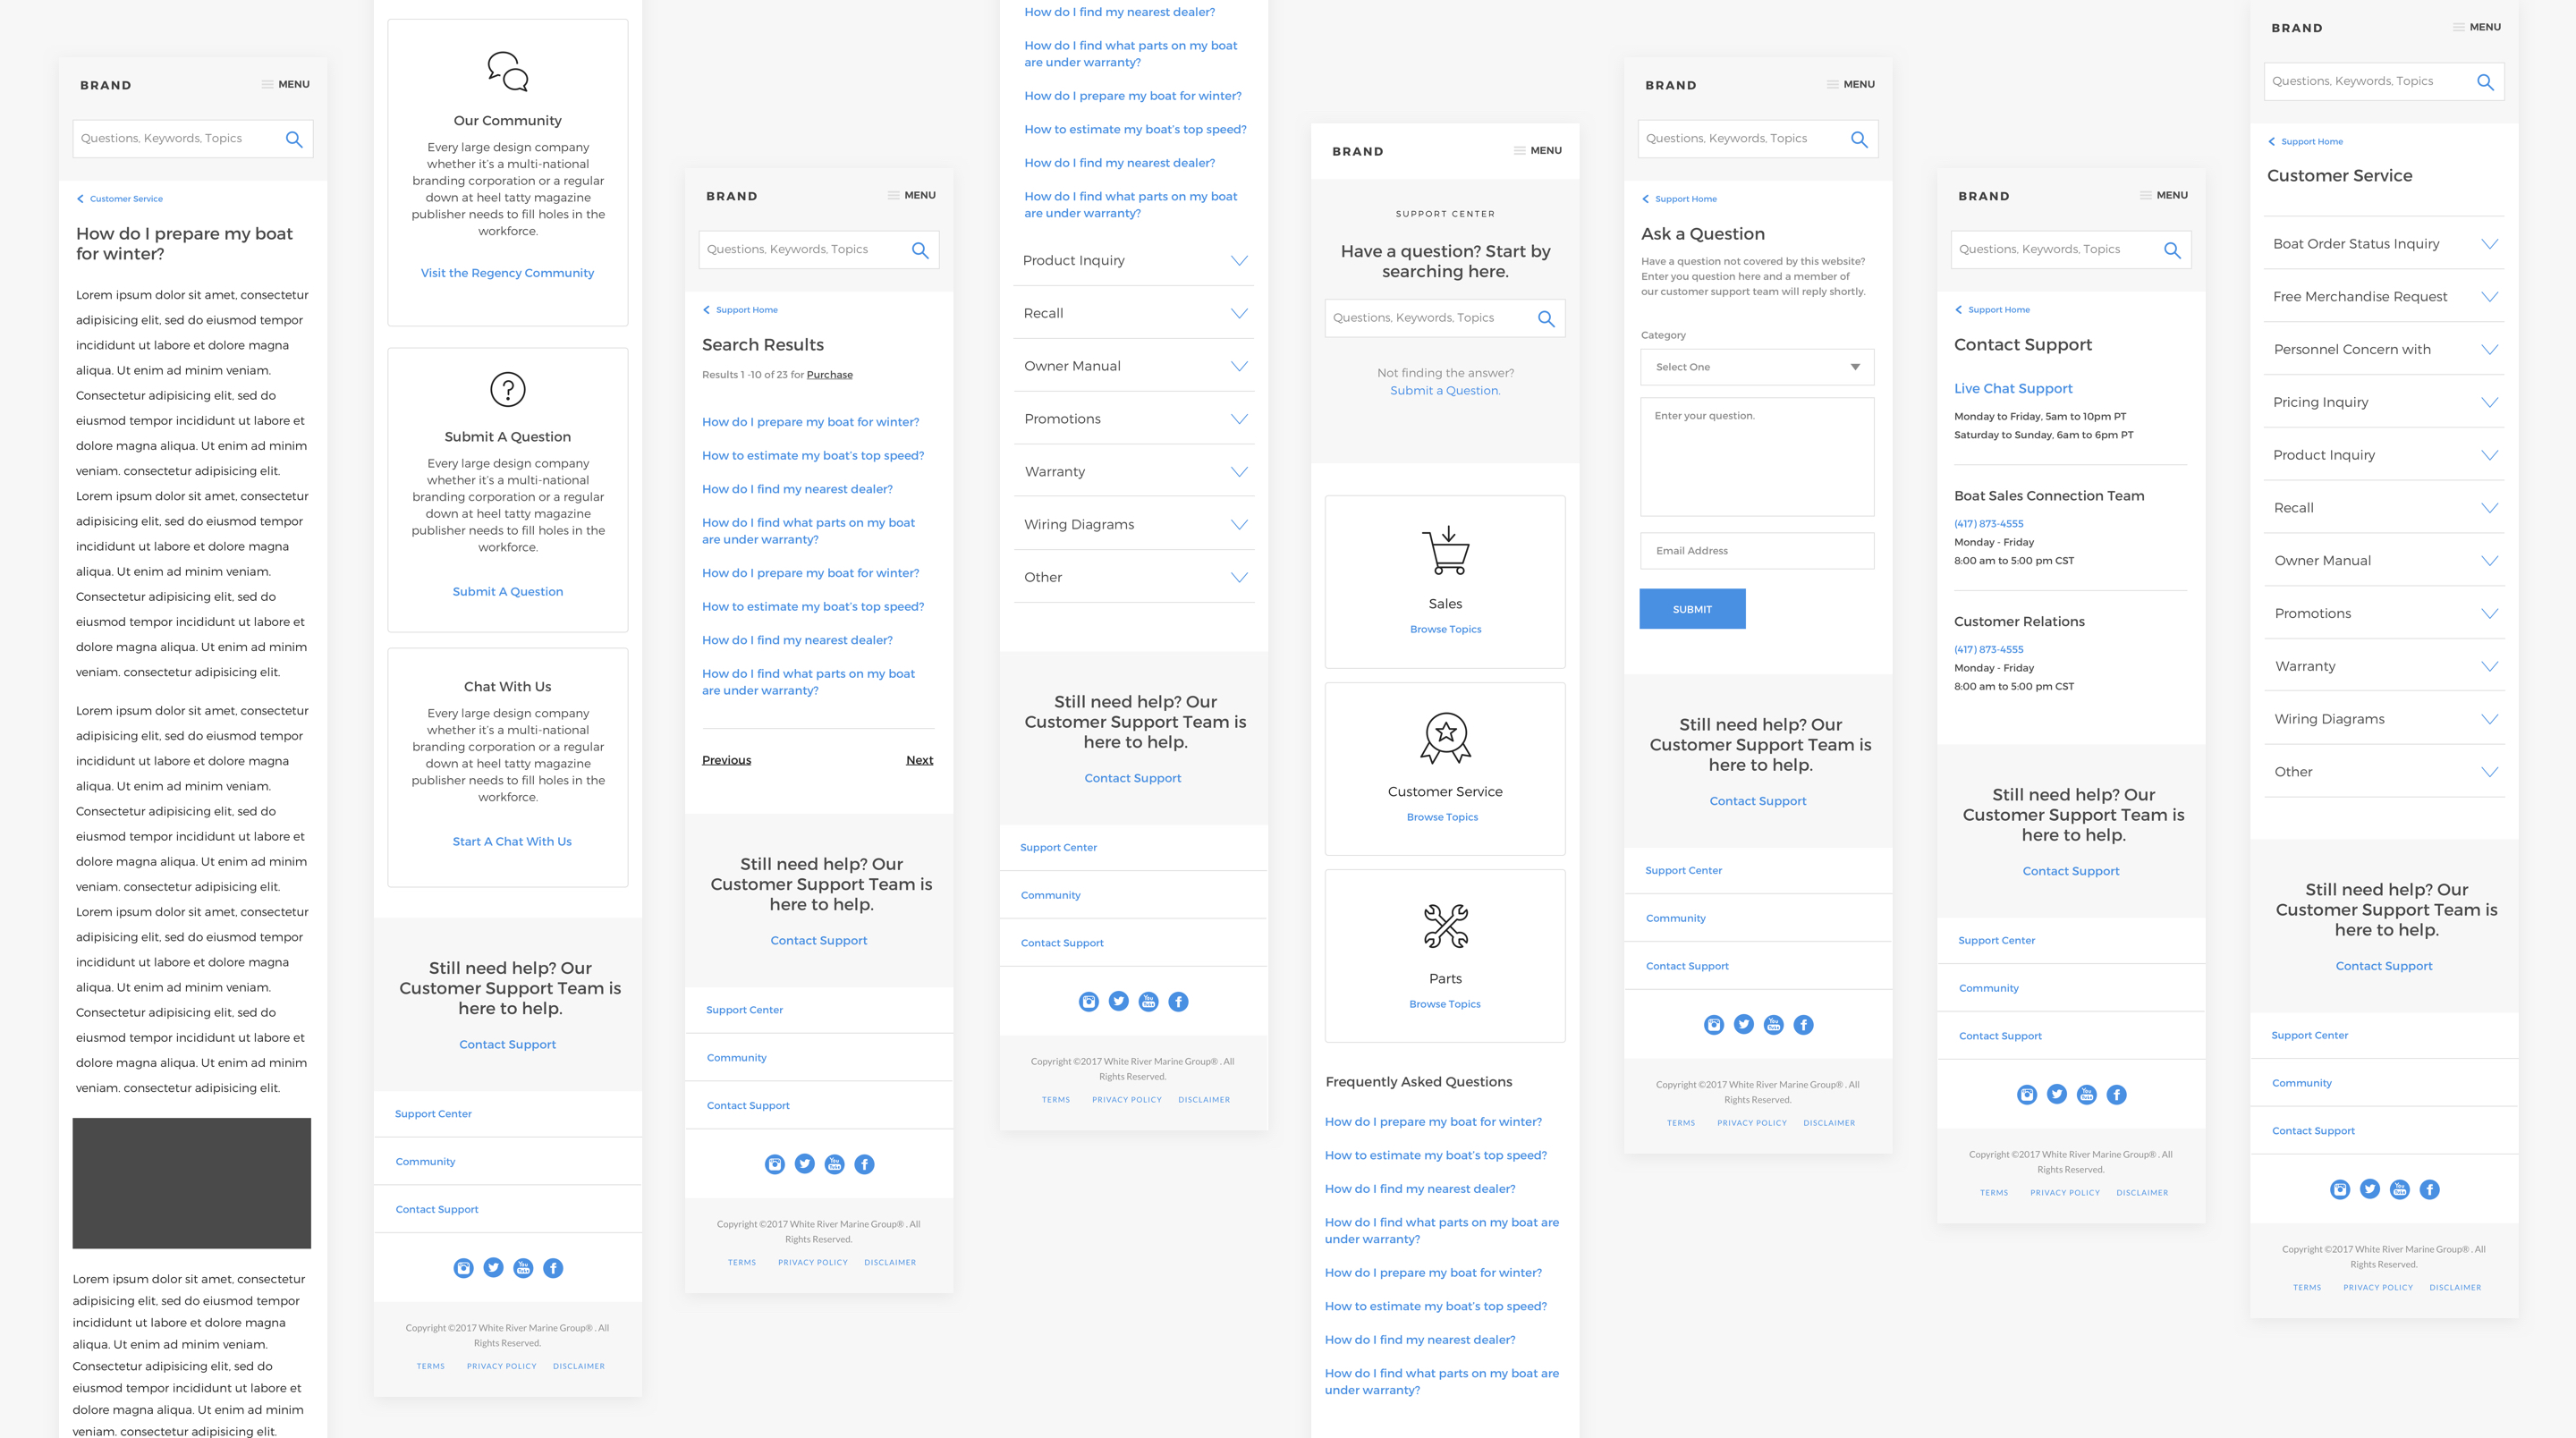 BRAND
MENU
Questions, Keywords, Topics
Customer Service
How do I prepare my boat
for winter?
Lorem ipsum dolor sit amet, consectetur
adipisicing elit, sed do eiusmod tempor
incididunt ut labore et dolore magna
aliqua. Ut enim ad minim veniam.
Consectetur adipisicing elit, sed do
eiusmod tempor incididunt ut labore et
dolore magna aliqua. Ut enim ad minim
veniam. consectetur adipisicing elit.
Lorem ipsum dolor sit amet, consectetur
adipisicing elit, sed do eiusmod tempor
incididunt ut labore et dolore magna
aliqua. Ut enim ad minim veniam.
Consectetur adipisicing elit, sed do
eiusmod tempor incididunt ut labore et
dolore magna aliqua. Ut enim ad minim
veniam. consectetur adipisicing elit.
Lorem ipsum dolor sit amet, consectetur
adipisicing elit, sed do eiusmod tempor
incididunt ut labore et dolore magna
aliqua. Ut enim ad minim veniam.
Consectetur adipisicing elit, sed do
eiusmod tempor incididunt ut labore et
dolore magna aliqua. Ut enim ad minim
veniam. consectetur adipisicing elit.
Lorem ipsum dolor sit amet, consectetur
adipisicing elit, sed do eiusmod tempor
incididunt ut labore et dolore magna
aliqua. Ut enim ad minim veniam.
Consectetur adipisicing elit, sed do
eiusmod tempor incididunt ut labore et
dolore magna aliqua. Ut enim ad minim
veniam. consectetur adipisicing elit.
Lorem ipsum dolor sit amet, consectetur
adipisicing elit, sed do eiusmod tempor
incididunt ut labore et dolore magna
aliqua. Ut enim ad minim veniam.
Consectetur adipisicing elit, sed do
eiusmod tempor incididunt ut labore et
dolore magna aliqua. Ut enim ad minim
veniam. consectetur adipisicing elit.
Our Community
Every large design company
whether it's a multi-national
branding corporation or a regular
down at heel tatty magazine
publisher needs to fill holes in the
workforce.
Visit the Regency Community
Submit A Question
Every large design company
whether it's a multi-national
branding corporation or a regular
down at heel tatty magazine
publisher needs to fill holes in the
workforce.
Submit A Question
Chat With Us
Every large design company
whether it's a multi-national
branding corporation or a regular
down at heel tatty magazine
publisher needs to fill holes in the
workforce.
Start A Chat With Us
Still need help? Our
Customer Support Team is
here to help.
Contact Support
Support Center
Community
Contact Support
You
Tube
Copyright ©2017 White River Marine Group® . All
Rights Reserved.
TERMS PRIVACY POLICY DISCLAIMER
BRAND
MENU
Questions, Keywords, Topics
Support Home
Search Results
Results 1 -10 of 23 for Purchase
How do I prepare my boat for winter?
How to estimate my boat's top speed?
How do I find my nearest dealer?
How do I find what parts on my boat
are under warranty?
How do I prepare my boat for winter?
How to estimate my boat's top speed?
How do I find my nearest dealer?
How do I find what parts on my boat
are under warranty?
Previous
Next
Still need help? Our
Customer Support Team is
here to help.
Contact Support
Support Center
Community
Contact Support
You
Tube
Copyright ©2017 White River Marine Group® . All
Rights Reserved.
TERMS PRIVACY POLICY DISCLAIMER
How do I find my nearest dealer?
How do I find what parts on my boat
are under warranty?
How do I prepare my boat for winter?
How to estimate my boat's top speed?
How do I find my nearest dealer?
How do I find what parts on my boat
are under warranty?
Product Inquiry
Recall
Owner Manual
Promotions
Warranty
Wiring Diagrams
Other
Still need help? Our
Customer Support Team is
here to help.
Contact Support
Support Center
Community
Contact Support
You
Tube
Copyright ©2017 White River Marine Group® . All
Rights Reserved.
TERMS PRIVACY POLICY DISCLAIMER
BRAND
MENU
SUPPORT CENTER
Have a question? Start by
searching here.
Questions, Keywords, Topics
Not finding the answer?
Submit a Question.
Sales
Browse Topics
Customer Service
Browse Topics
Parts
Browse Topics
Frequently Asked Questions
How do I prepare my boat for winter?
How to estimate my boat's top speed?
How do I find my nearest dealer?
How do I find what parts on my boat are
under warranty?
How do I prepare my boat for winter?
How to estimate my boat's top speed?
How do I find my nearest dealer?
How do I find what parts on my boat are
under warranty?
BRAND
MENU
Questions, Keywords, Topics
Support Home
Ask a Question
Have a question not covered by this website?
Enter you question here and a member of
our customer support team will reply shortly.
Category
Select One
Enter your question.
Email Address
SUBMIT
Still need help? Our
Customer Support Team is
here to help.
Contact Support
Support Center
Community
Contact Support
You
Tube
Copyright ©2017 White River Marine Group® . All
Rights Reserved.
TERMS PRIVACY POLICY DISCLAIMER
BRAND
MENU
Questions, Keywords, Topics
Support Home
Contact Support
Live Chat Support
Monday to Friday, 5am to 10pm PT
Saturday to Sunday, 6am to 6pm PT
Boat Sales Connection Team
(417) 873-4555
Monday - Friday
8:00 am to 5:00 pm CST
Customer Relations
(417) 873-4555
Monday - Friday
8:00 am to 5:00 pm CST
Still need help? Our
Customer Support Team is
here to help.
Contact Support
Support Center
Community
Contact Support
You
Tube
Copyright ©2017 White River Marine Group® . All
Rights Reserved.
TERMS PRIVACY POLICY DISCLAIMER
BRAND
MENU
Questions, Keywords, Topics
Support Home
Customer Service
Boat Order Status Inquiry
Free Merchandise Request
Personnel Concern with
Pricing Inquiry
Product Inquiry
Recall
Owner Manual
Promotions
Warranty
Wiring Diagrams
Other
Still need help? Our
Customer Support Team is
here to help.
Contact Support
Support Center
Community
Contact Support
You
Tube
Copyright ©2017 White River Marine Group® . All
Rights Reserved.
TERMS PRIVACY POLICY DISCLAIMER